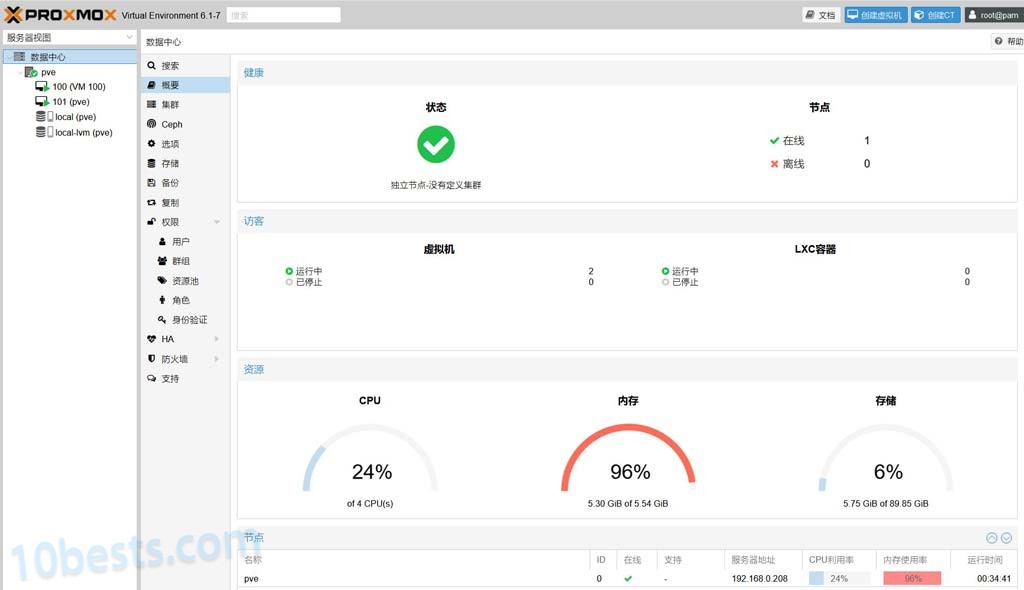 PROXMOX Virtual Environment 6.1-7 搜索 文档 创建虚拟机 创建CT root@pam
服务器视图
数据中心
pve
100 (VM 100)
101 (pve)
local (pve)
local-lvm (pve)
数据中心 帮助
搜索
概要
集群
Ceph
选项
存储
备份
复制
权限
用户
群组
资源池
角色
身份验证
HA
防火墙
支持
健康
状态
独立节点-没有定义集群
节点
在线 1
离线 0
访客
虚拟机
运行中 2
已停止 0
LXC容器
运行中 0
已停止 0
资源
CPU
24%
of 4 CPU(s)
内存
96%
5.30 GiB of 5.54 GiB
存储
6%
5.75 GiB of 89.85 GiB
节点
名称 ID 在线 支持 服务器地址 CPU利用率 内存使用率 运行时间
pve 0 - 192.168.0.208 24% 96% 00:34:41
10bests.com